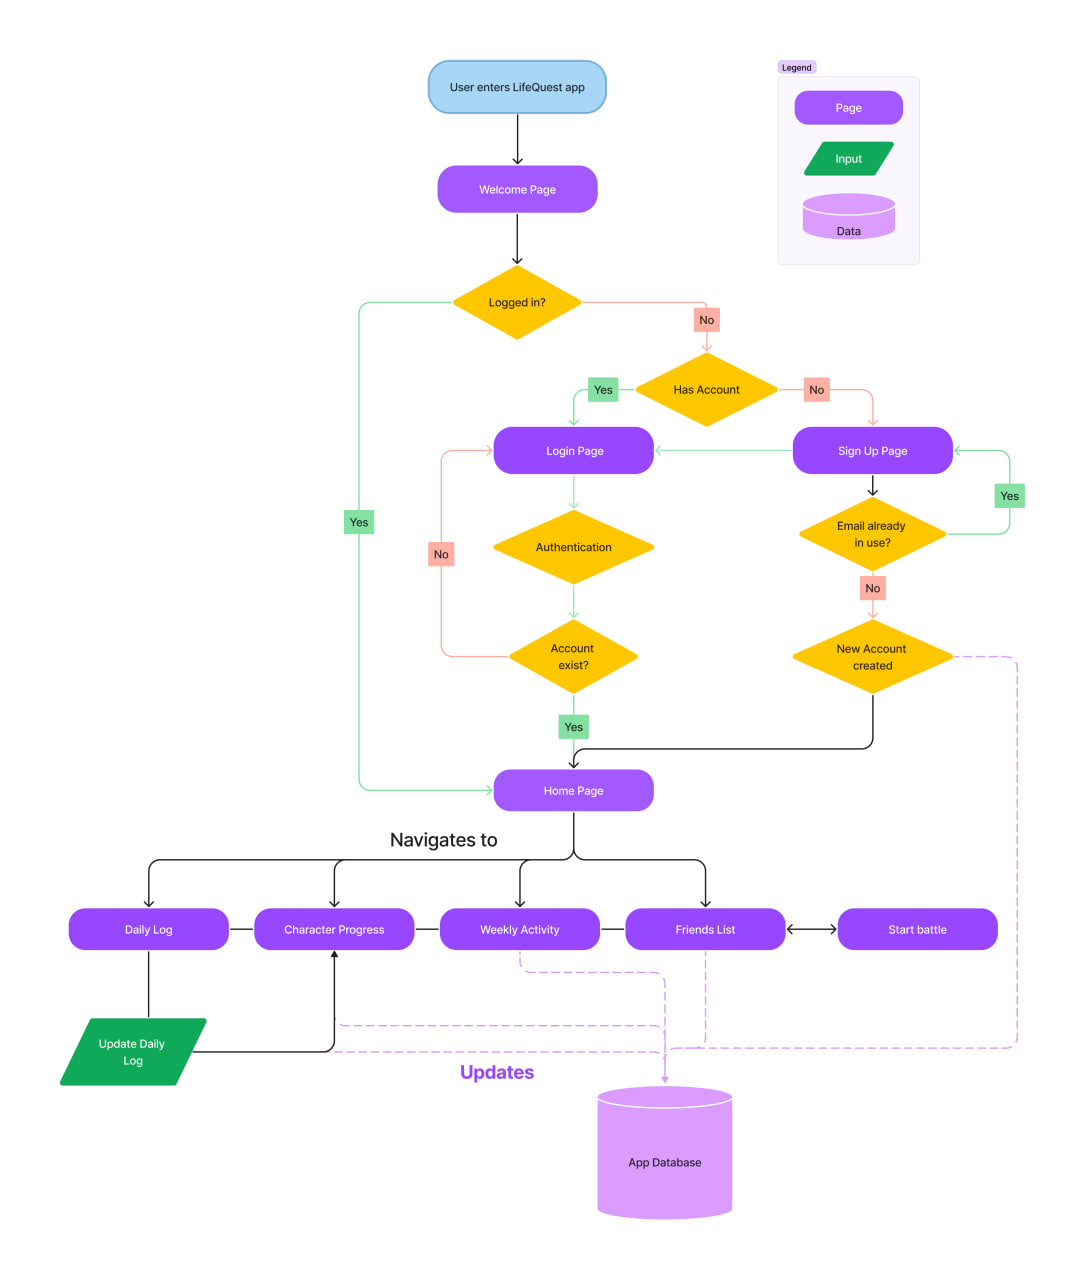 User enters LifeQuest app
Legend
Page
Input
Data
Welcome Page
Logged in?
No
Has Account
Yes
No
Login Page
Sign Up Page
Yes
Yes
Email already
in use?
Authentication
No
No
Account
exist?
New Account
created
Yes
Home Page
Navigates to
Daily Log
Character Progress
Weekly Activity
Friends List
Start battle
Update Daily
Log
Updates
App Database